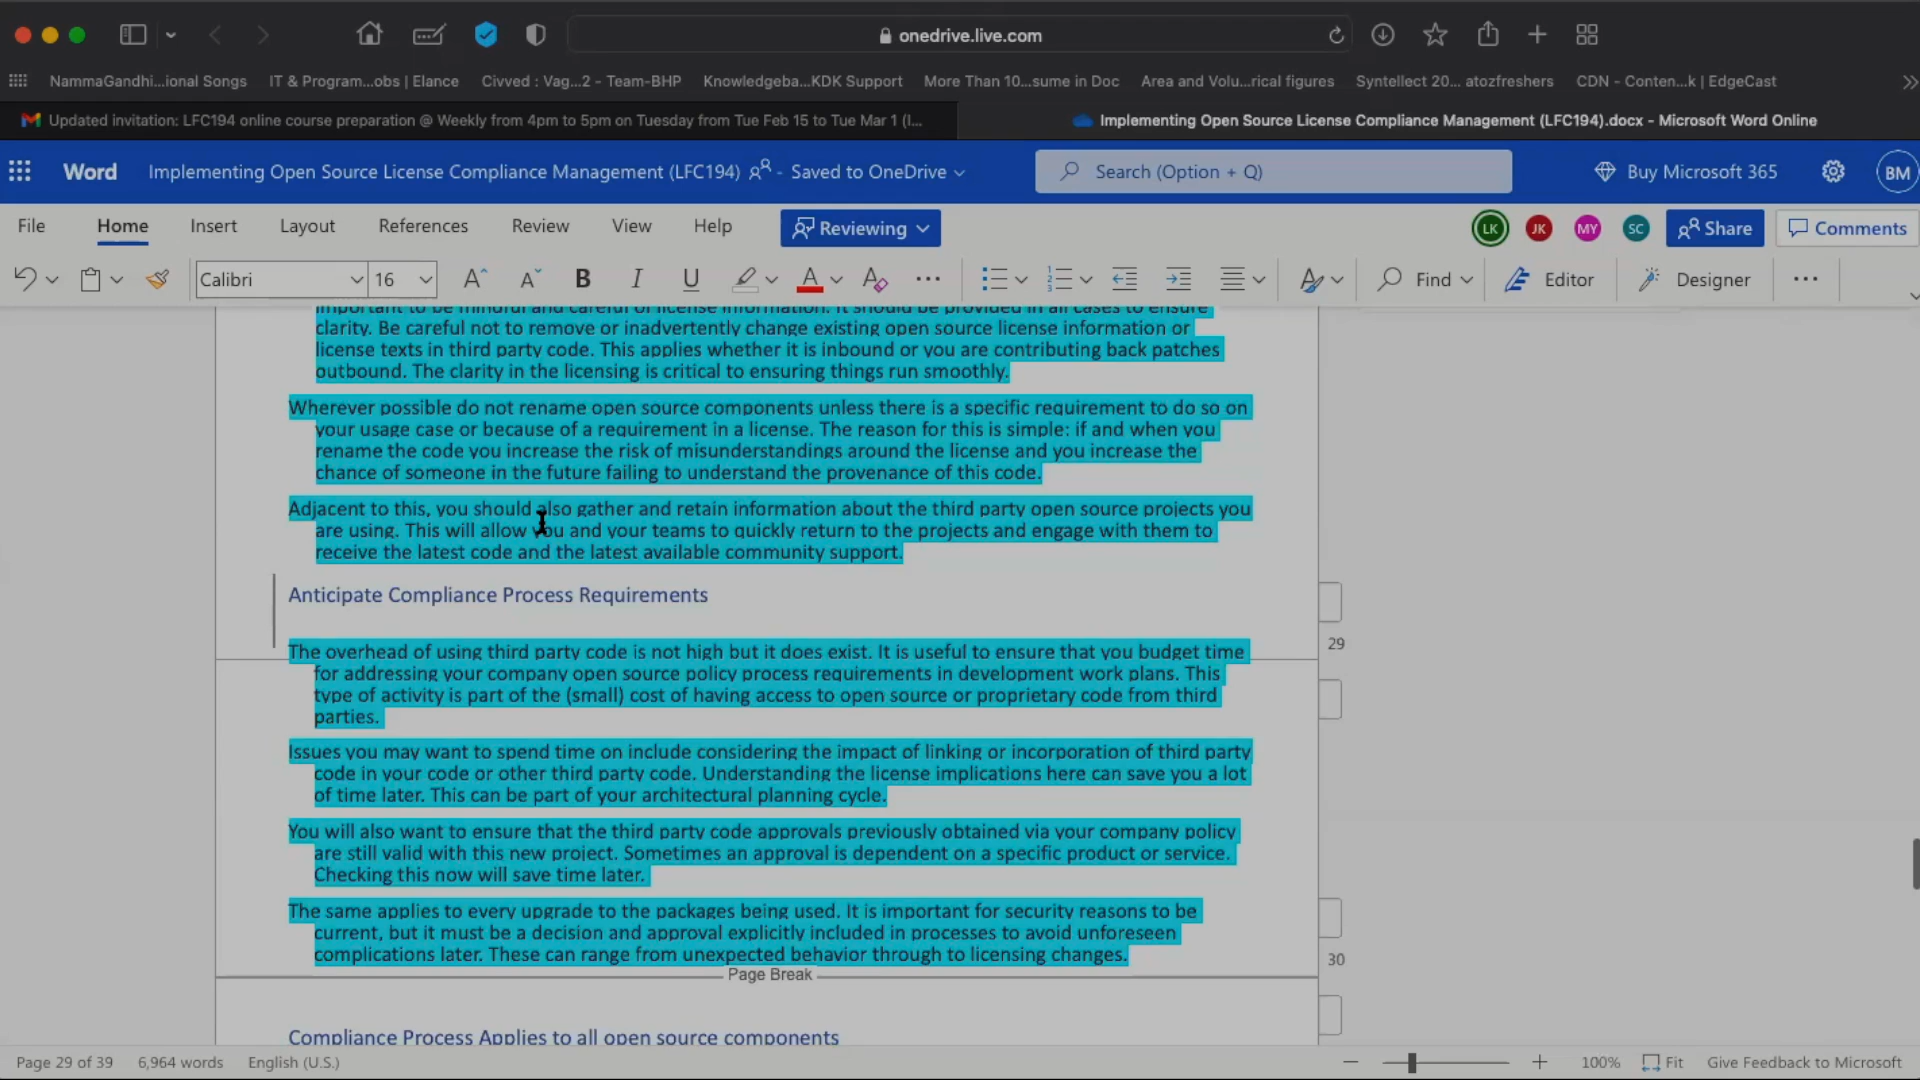 onedrive.live.com
NammaGandhi...ional Songs IT & Program...obs | Elance Civved : Vag...2 - Team-BHP Knowledgeba...KDK Support More Than 10...sume in Doc Area and Volu...rical figures Syntellect 20... atozfreshers CDN - Conten...k | EdgeCast
Updated invitation: LFC194 online course preparation @ Weekly from 4pm to 5pm on Tuesday from Tue Feb 15 to Tue Mar 1 (I...
Implementing Open Source License Compliance Management (LFC194).docx - Microsoft Word Online
Word Implementing Open Source License Compliance Management (LFC194) - Saved to OneDrive Search (Option + Q) Buy Microsoft 365 BM
File Home Insert Layout References Review View Help Reviewing LK JK MY SC Share Comments
Calibri 16 A A B I U A A ... Find Editor Designer ...
important to be mindful and careful of license information. It should be provided in all cases to ensure
clarity. Be careful not to remove or inadvertently change existing open source license information or
license texts in third party code. This applies whether it is inbound or you are contributing back patches
outbound. The clarity in the licensing is critical to ensuring things run smoothly.
Wherever possible do not rename open source components unless there is a specific requirement to do so on
your usage case or because of a requirement in a license. The reason for this is simple: if and when you
rename the code you increase the risk of misunderstandings around the license and you increase the
chance of someone in the future failing to understand the provenance of this code.
Adjacent to this, you should also gather and retain information about the third party open source projects you
are using. This will allow you and your teams to quickly return to the projects and engage with them to
receive the latest code and the latest available community support.
Anticipate Compliance Process Requirements
29
The overhead of using third party code is not high but it does exist. It is useful to ensure that you budget time
for addressing your company open source policy process requirements in development work plans. This
type of activity is part of the (small) cost of having access to open source or proprietary code from third
parties.
Issues you may want to spend time on include considering the impact of linking or incorporation of third party
code in your code or other third party code. Understanding the license implications here can save you a lot
of time later. This can be part of your architectural planning cycle.
You will also want to ensure that the third party code approvals previously obtained via your company policy
are still valid with this new project. Sometimes an approval is dependent on a specific product or service.
Checking this now will save time later.
The same applies to every upgrade to the packages being used. It is important for security reasons to be
current, but it must be a decision and approval explicitly included in processes to avoid unforeseen
complications later. These can range from unexpected behavior through to licensing changes.
30
Page Break
Compliance Process Applies to all open source components
Page 29 of 39 6,964 words English (U.S.) 100% Fit Give Feedback to Microsoft